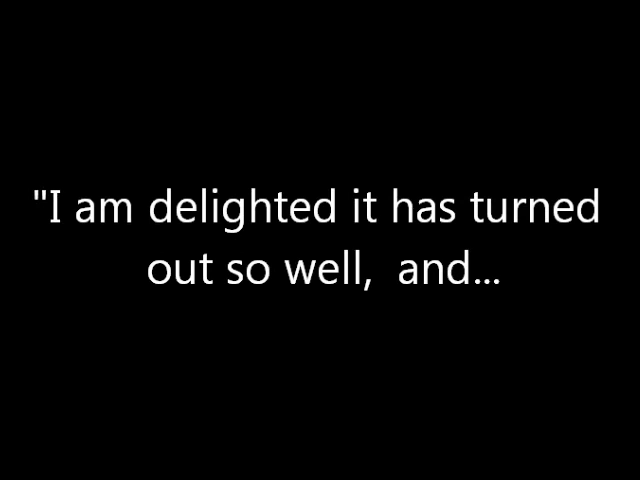 "I am delighted it has turned
out so well,  and...